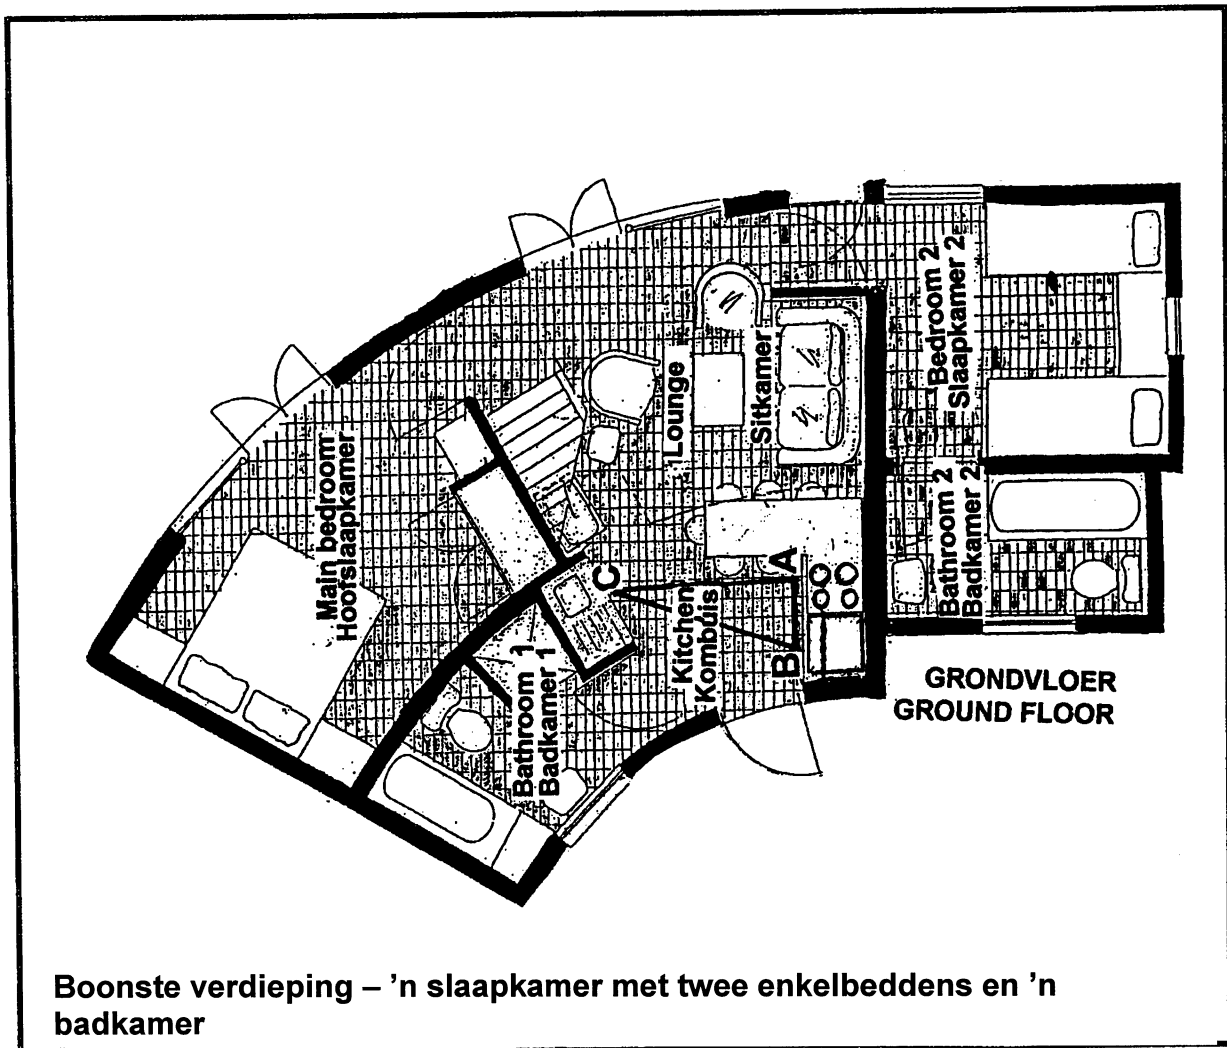 Main bedroom
Hoofslaapkamer
Lounge
Sitkamer
Bedroom 2
Slaapkamer 2
Bathroom 2
Badkamer 2
Kitchen
Kombuis
A
B
C
Bathroom 1
Badkamer 1
GRONDVLOER
GROUND FLOOR
Boonste verdieping – ’n slaapkamer met twee enkelbeddens en ’n
badkamer